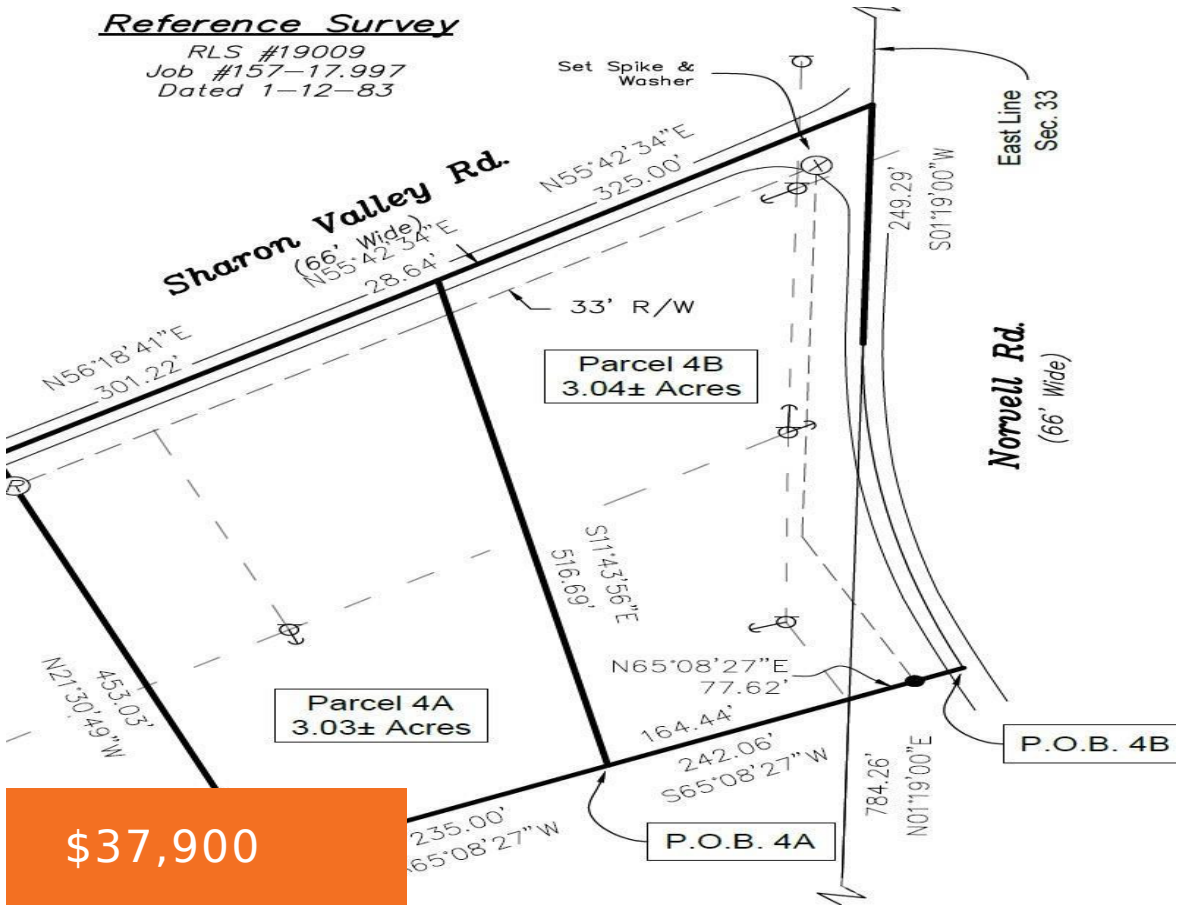 Reference Survey
RLS #19009
Job #157-17.997
Dated 1-12-83
Set Spike &
Washer
East Line
Sec. 33
Sharon Valley Rd.
(66' Wide)
N55°42'34"E
325.00'
N55°42'34"E
28.64'
N56°18'41"E
301.22'
33' R/W
249.29'
S01°19'00"W
Norvell Rd.
(66' Wide)
Parcel 4B
3.04± Acres
S11°43'56"E
516.69'
R
453.03'
N21°30'49"W
Parcel 4A
3.03± Acres
N65°08'27"E
77.62'
164.44'
242.06'
S65°08'27"W
784.26'
N01°19'00"E
P.O.B. 4B
P.O.B. 4A
235.00'
65°08'27"W
$37,900